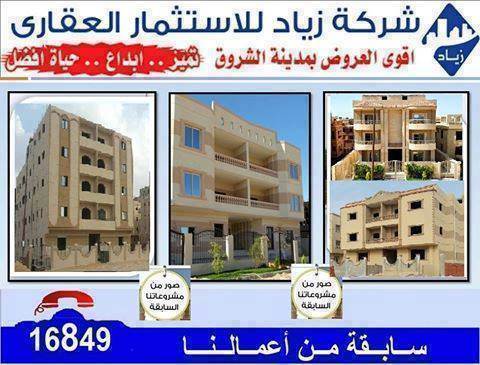 شركة زياد للاستثمار العقارى
زياد
اقوى العروض بمدينة الشروق
تميز .. ابداع .. حياة افضل
صور من
مشروعاتنا
السابقة
صور من
مشروعاتنا
السابقة
16849
سابقة من أعمالنا